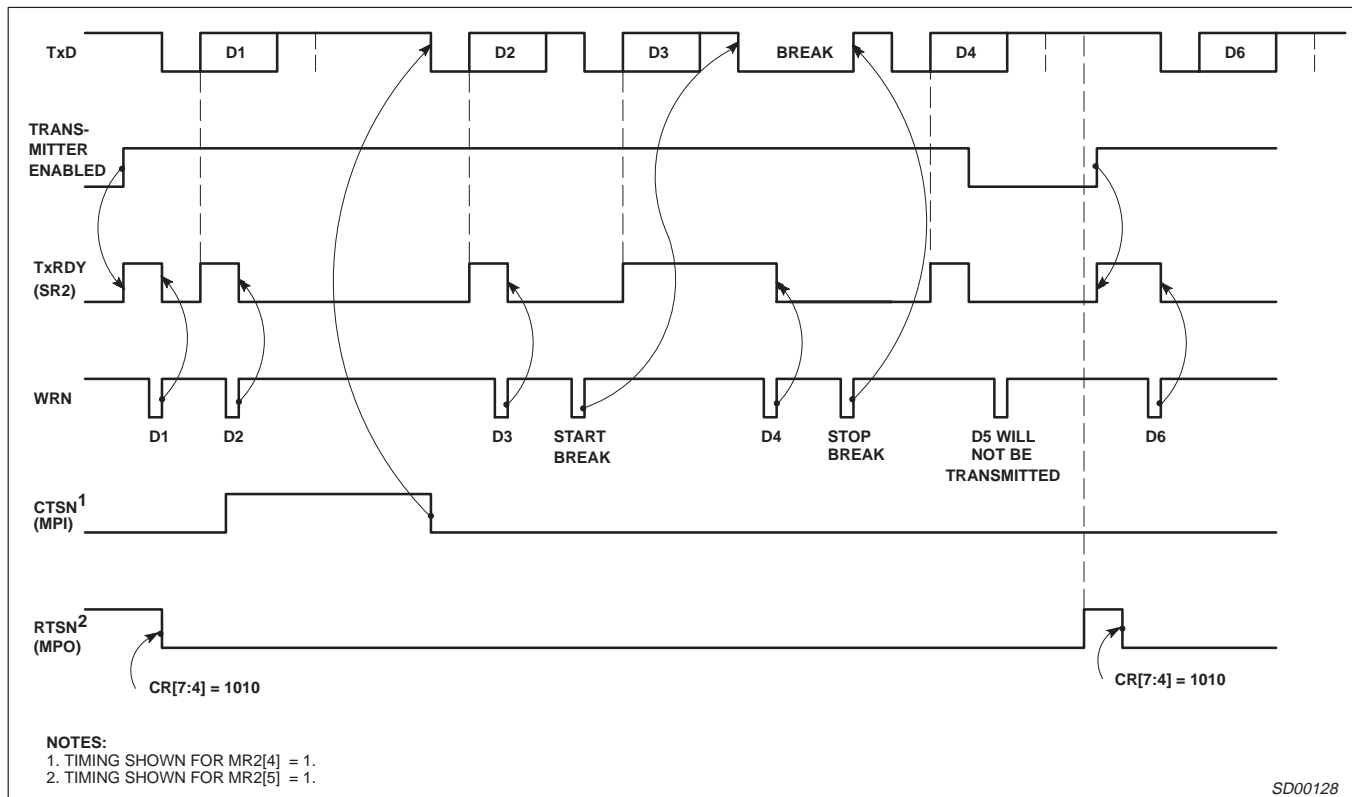 TxD
D1
D2
D3
BREAK
D4
D6
TRANS-
MITTER
ENABLED
TxRDY
(SR2)
WRN
D1
D2
D3
START
BREAK
D4
STOP
BREAK
D5 WILL
NOT BE
TRANSMITTED
D6
CTSN1
(MPI)
RTSN2
(MPO)
CR[7:4] = 1010
CR[7:4] = 1010
NOTES:
1. TIMING SHOWN FOR MR2[4] = 1.
2. TIMING SHOWN FOR MR2[5] = 1.
SD00128